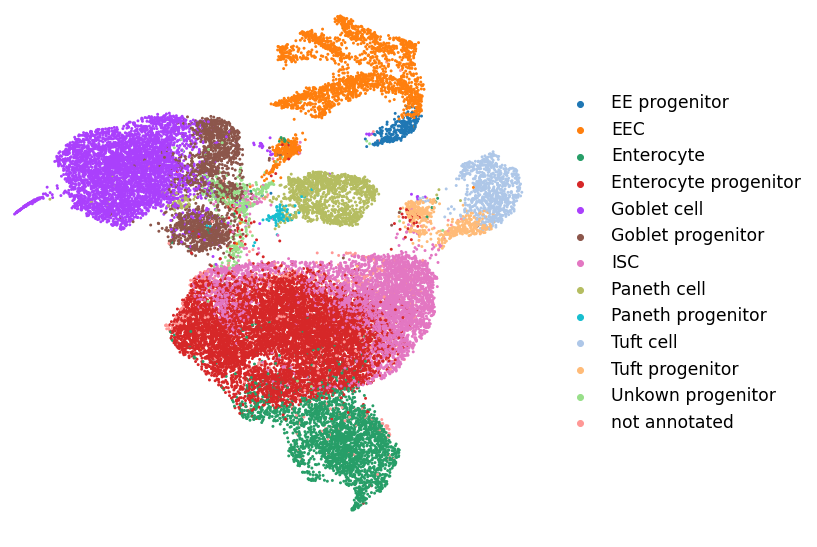 EE progenitor
EEC
Enterocyte
Enterocyte progenitor
Goblet cell
Goblet progenitor
ISC
Paneth cell
Paneth progenitor
Tuft cell
Tuft progenitor
Unkown progenitor
not annotated